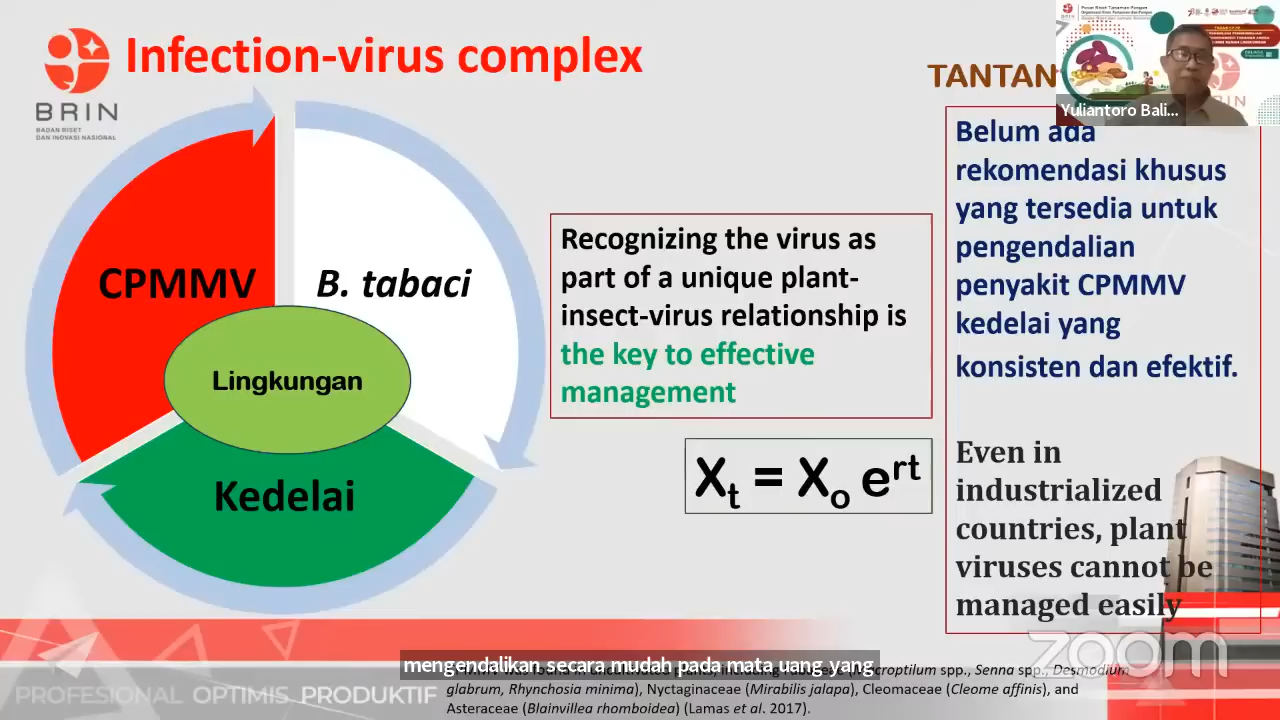 Infection-virus complex
BRIN
BADAN RISET
DAN INOVASI NASIONAL
CPMMV
B. tabaci
Lingkungan
Kedelai
Recognizing the virus as
part of a unique plant-
insect-virus relationship is
the key to effective
management
Xt = Xo e^rt
TANTAN
Yuliantoro Bali...
Belum ada
rekomendasi khusus
yang tersedia untuk
pengendalian
penyakit CPMMV
kedelai yang
konsisten dan efektif.
Even in
industrialized
countries, plant
viruses cannot be
managed easily
zoom
mengendalikan secara mudah pada mata uang yang
spp., Senna spp., Desmodium
glabrum, Rhynchosia minima), Nyctaginaceae (Mirabilis jalapa), Cleomaceae (Cleome affinis), and
Asteraceae (Blainvillea rhomboidea) (Lamas et al. 2017).
PROFESIONAL OPTIMIS PRODUKTIF